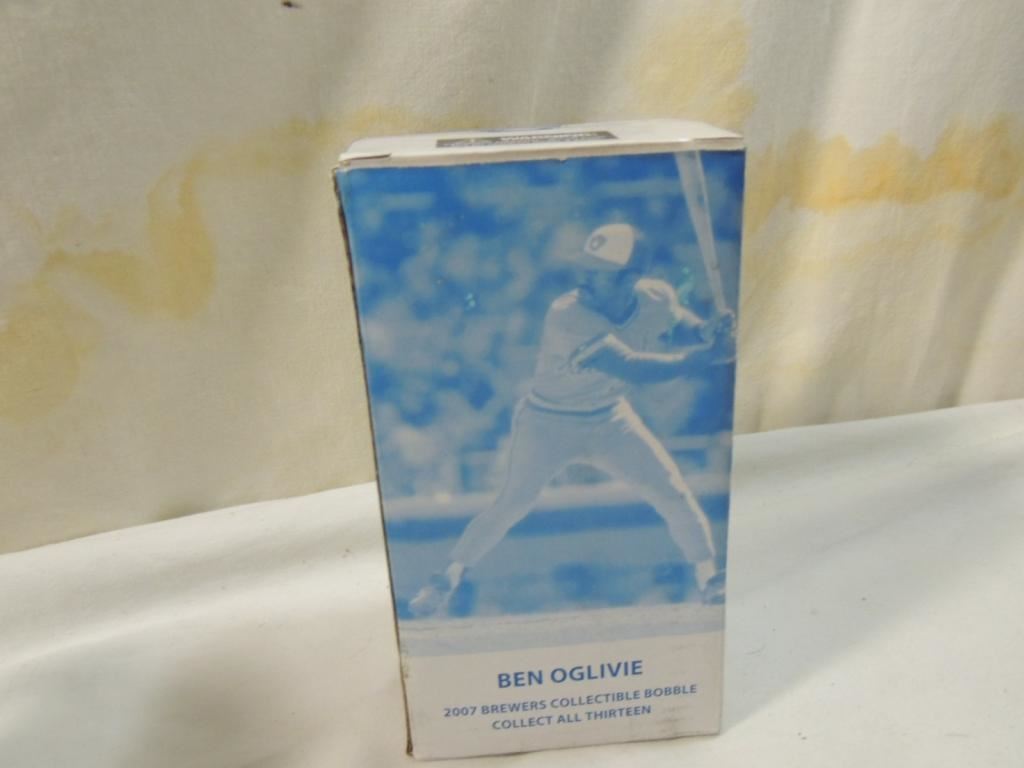 BEN OGLIVIE
2007 BREWERS COLLECTIBLE BOBBLE
COLLECT ALL THIRTEEN